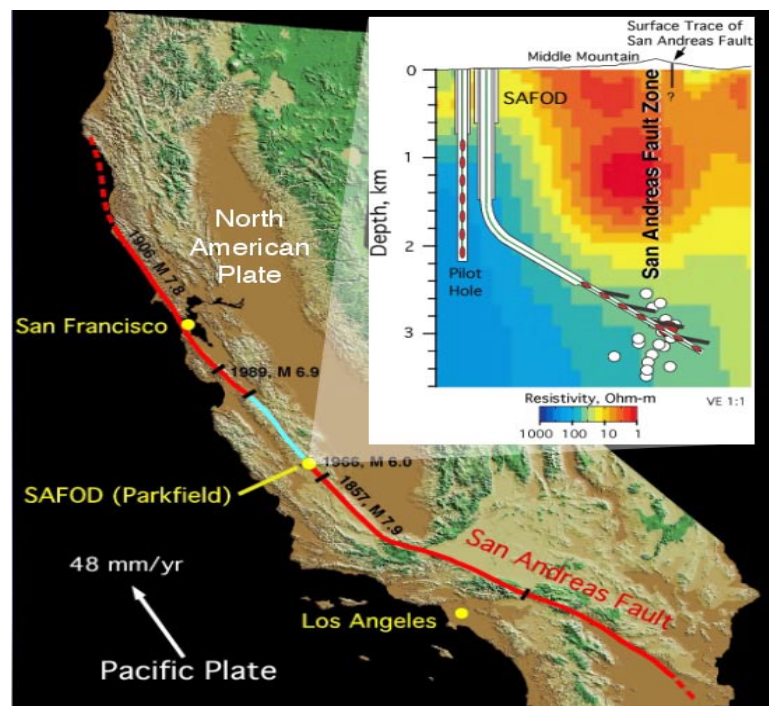 Surface Trace of
San Andreas Fault
Middle Mountain
0
1
2
3
Depth, km
SAFOD
?
San Andreas Fault Zone
Pilot
Hole
Resistivity, Ohm-m
1000 100 10 1
VE 1:1
North
American
Plate
1906, M 7.8
San Francisco
1989, M 6.9
1966, M 6.0
SAFOD (Parkfield)
1857, M 7.9
48 mm/yr
San Andreas Fault
Los Angeles
Pacific Plate